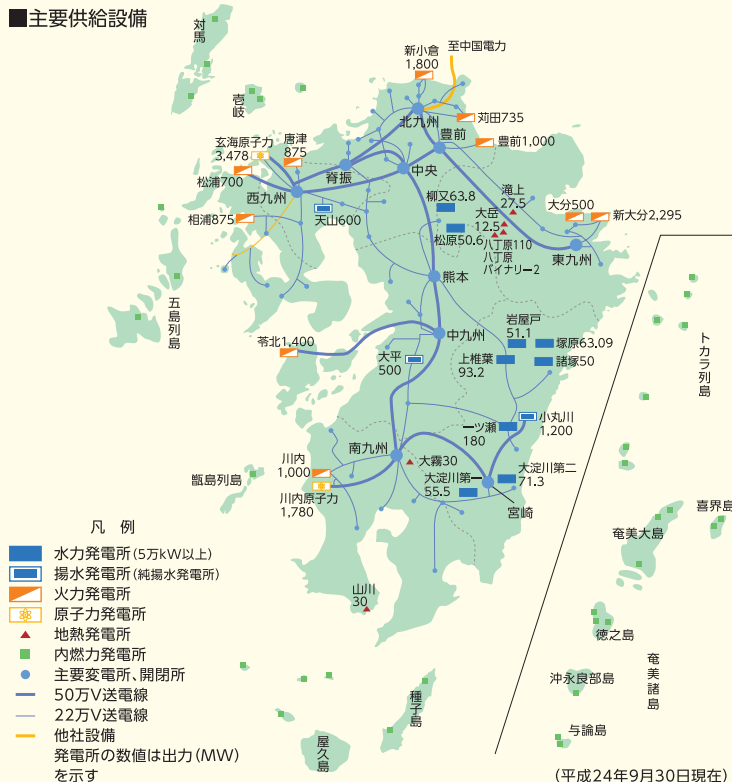 ■主要供給設備
対馬
壱岐
新小倉
1,800
至中国電力
北九州
苅田735
豊前
豊前1,000
玄海原子力
3,478
唐津
875
松浦700
脊振
中央
西九州
相浦875
天山600
柳又63.8
松原50.6
滝上
27.5
大岳
12.5
八丁原110
八丁原
バイナリー2
大分500
新大分2,295
東九州
五島列島
熊本
中九州
苓北1,400
大平
500
岩屋戸
51.1
塚原63.09
上椎葉
93.2
諸塚50
トカラ列島
一ツ瀬
180
小丸川
1,200
南九州
大霧30
川内
1,000
川内原子力
1,780
大淀川第一
55.5
大淀川第二
71.3
宮崎
甑島列島
喜界島
奄美大島
凡 例
水力発電所(5万kW以上)
揚水発電所(純揚水発電所)
火力発電所
原子力発電所
地熱発電所
内燃力発電所
主要変電所、開閉所
50万V送電線
22万V送電線
他社設備
発電所の数値は出力(MW)
を示す
山川
30
徳之島
沖永良部島
奄美諸島
与論島
種子島
屋久島
(平成24年9月30日現在)